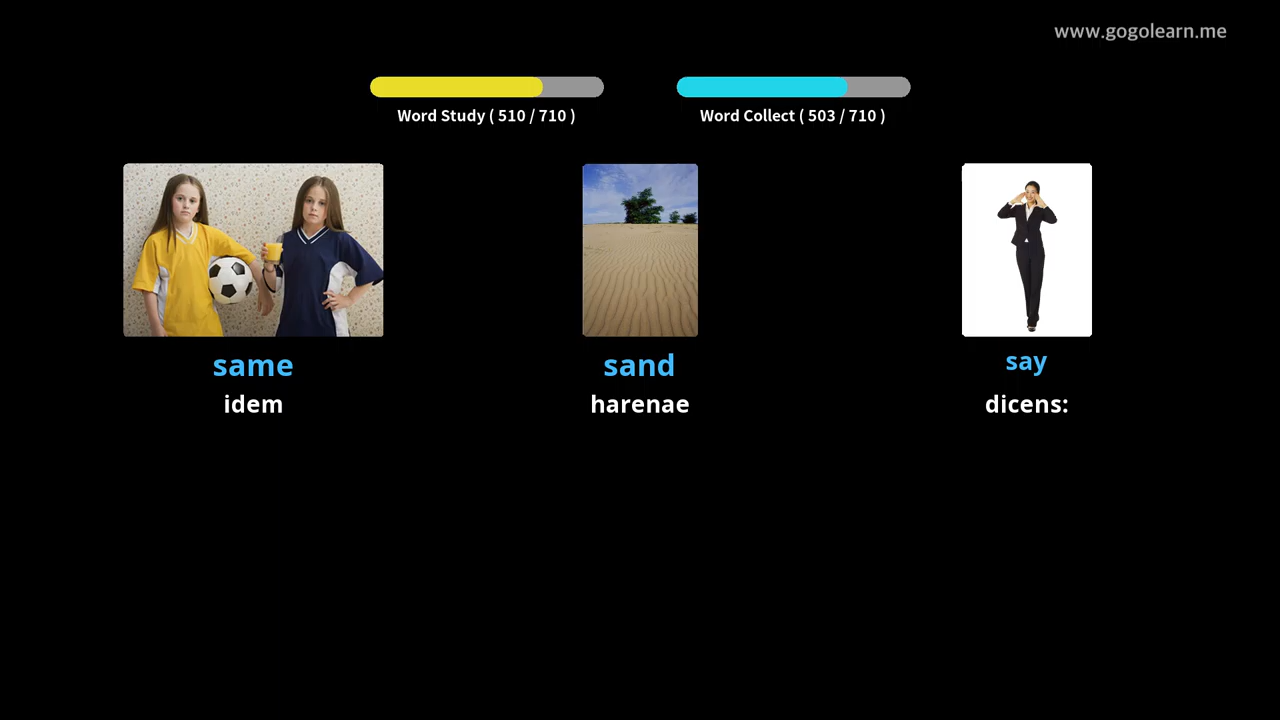 www.gogolearn.me
Word Study ( 510 / 710 )
Word Collect ( 503 / 710 )
same
idem
sand
harenae
say
dicens: